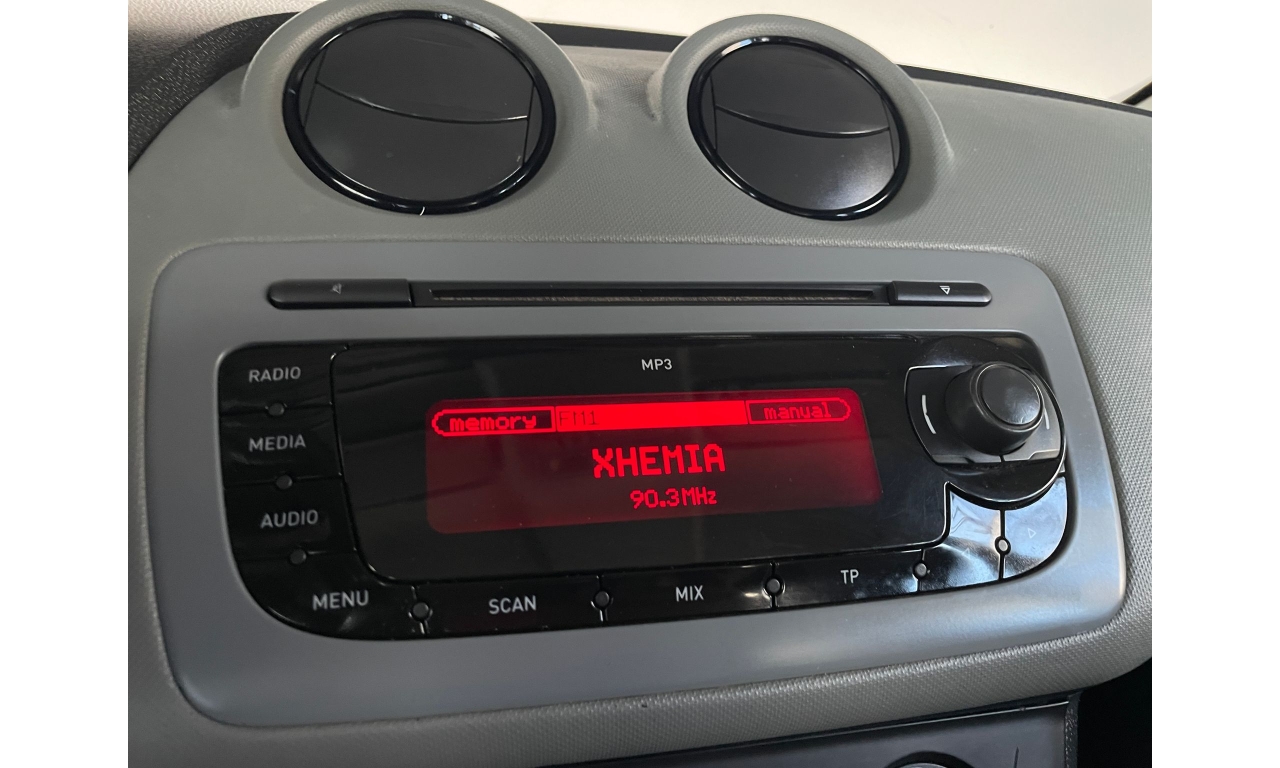 MP3
RADIO
MEDIA
AUDIO
memory FM1 manual
XHEMIA
90.3MHz
MENU SCAN MIX TP